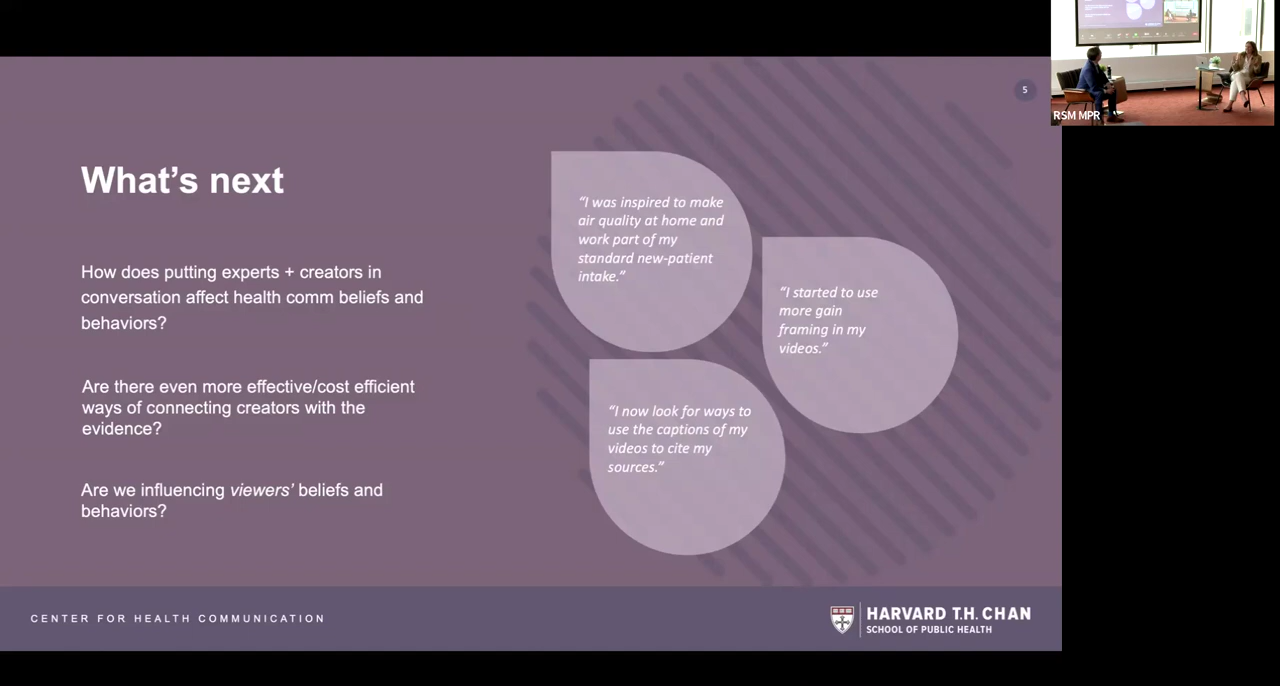 5
RSM MPR
What’s next
How does putting experts + creators in
conversation affect health comm beliefs and
behaviors?
Are there even more effective/cost efficient
ways of connecting creators with the
evidence?
Are we influencing viewers’ beliefs and
behaviors?
“I was inspired to make
air quality at home and
work part of my
standard new-patient
intake.”
“I started to use
more gain
framing in my
videos.”
“I now look for ways to
use the captions of my
videos to cite my
sources.”
CENTER FOR HEALTH COMMUNICATION
HARVARD T.H. CHAN
SCHOOL OF PUBLIC HEALTH